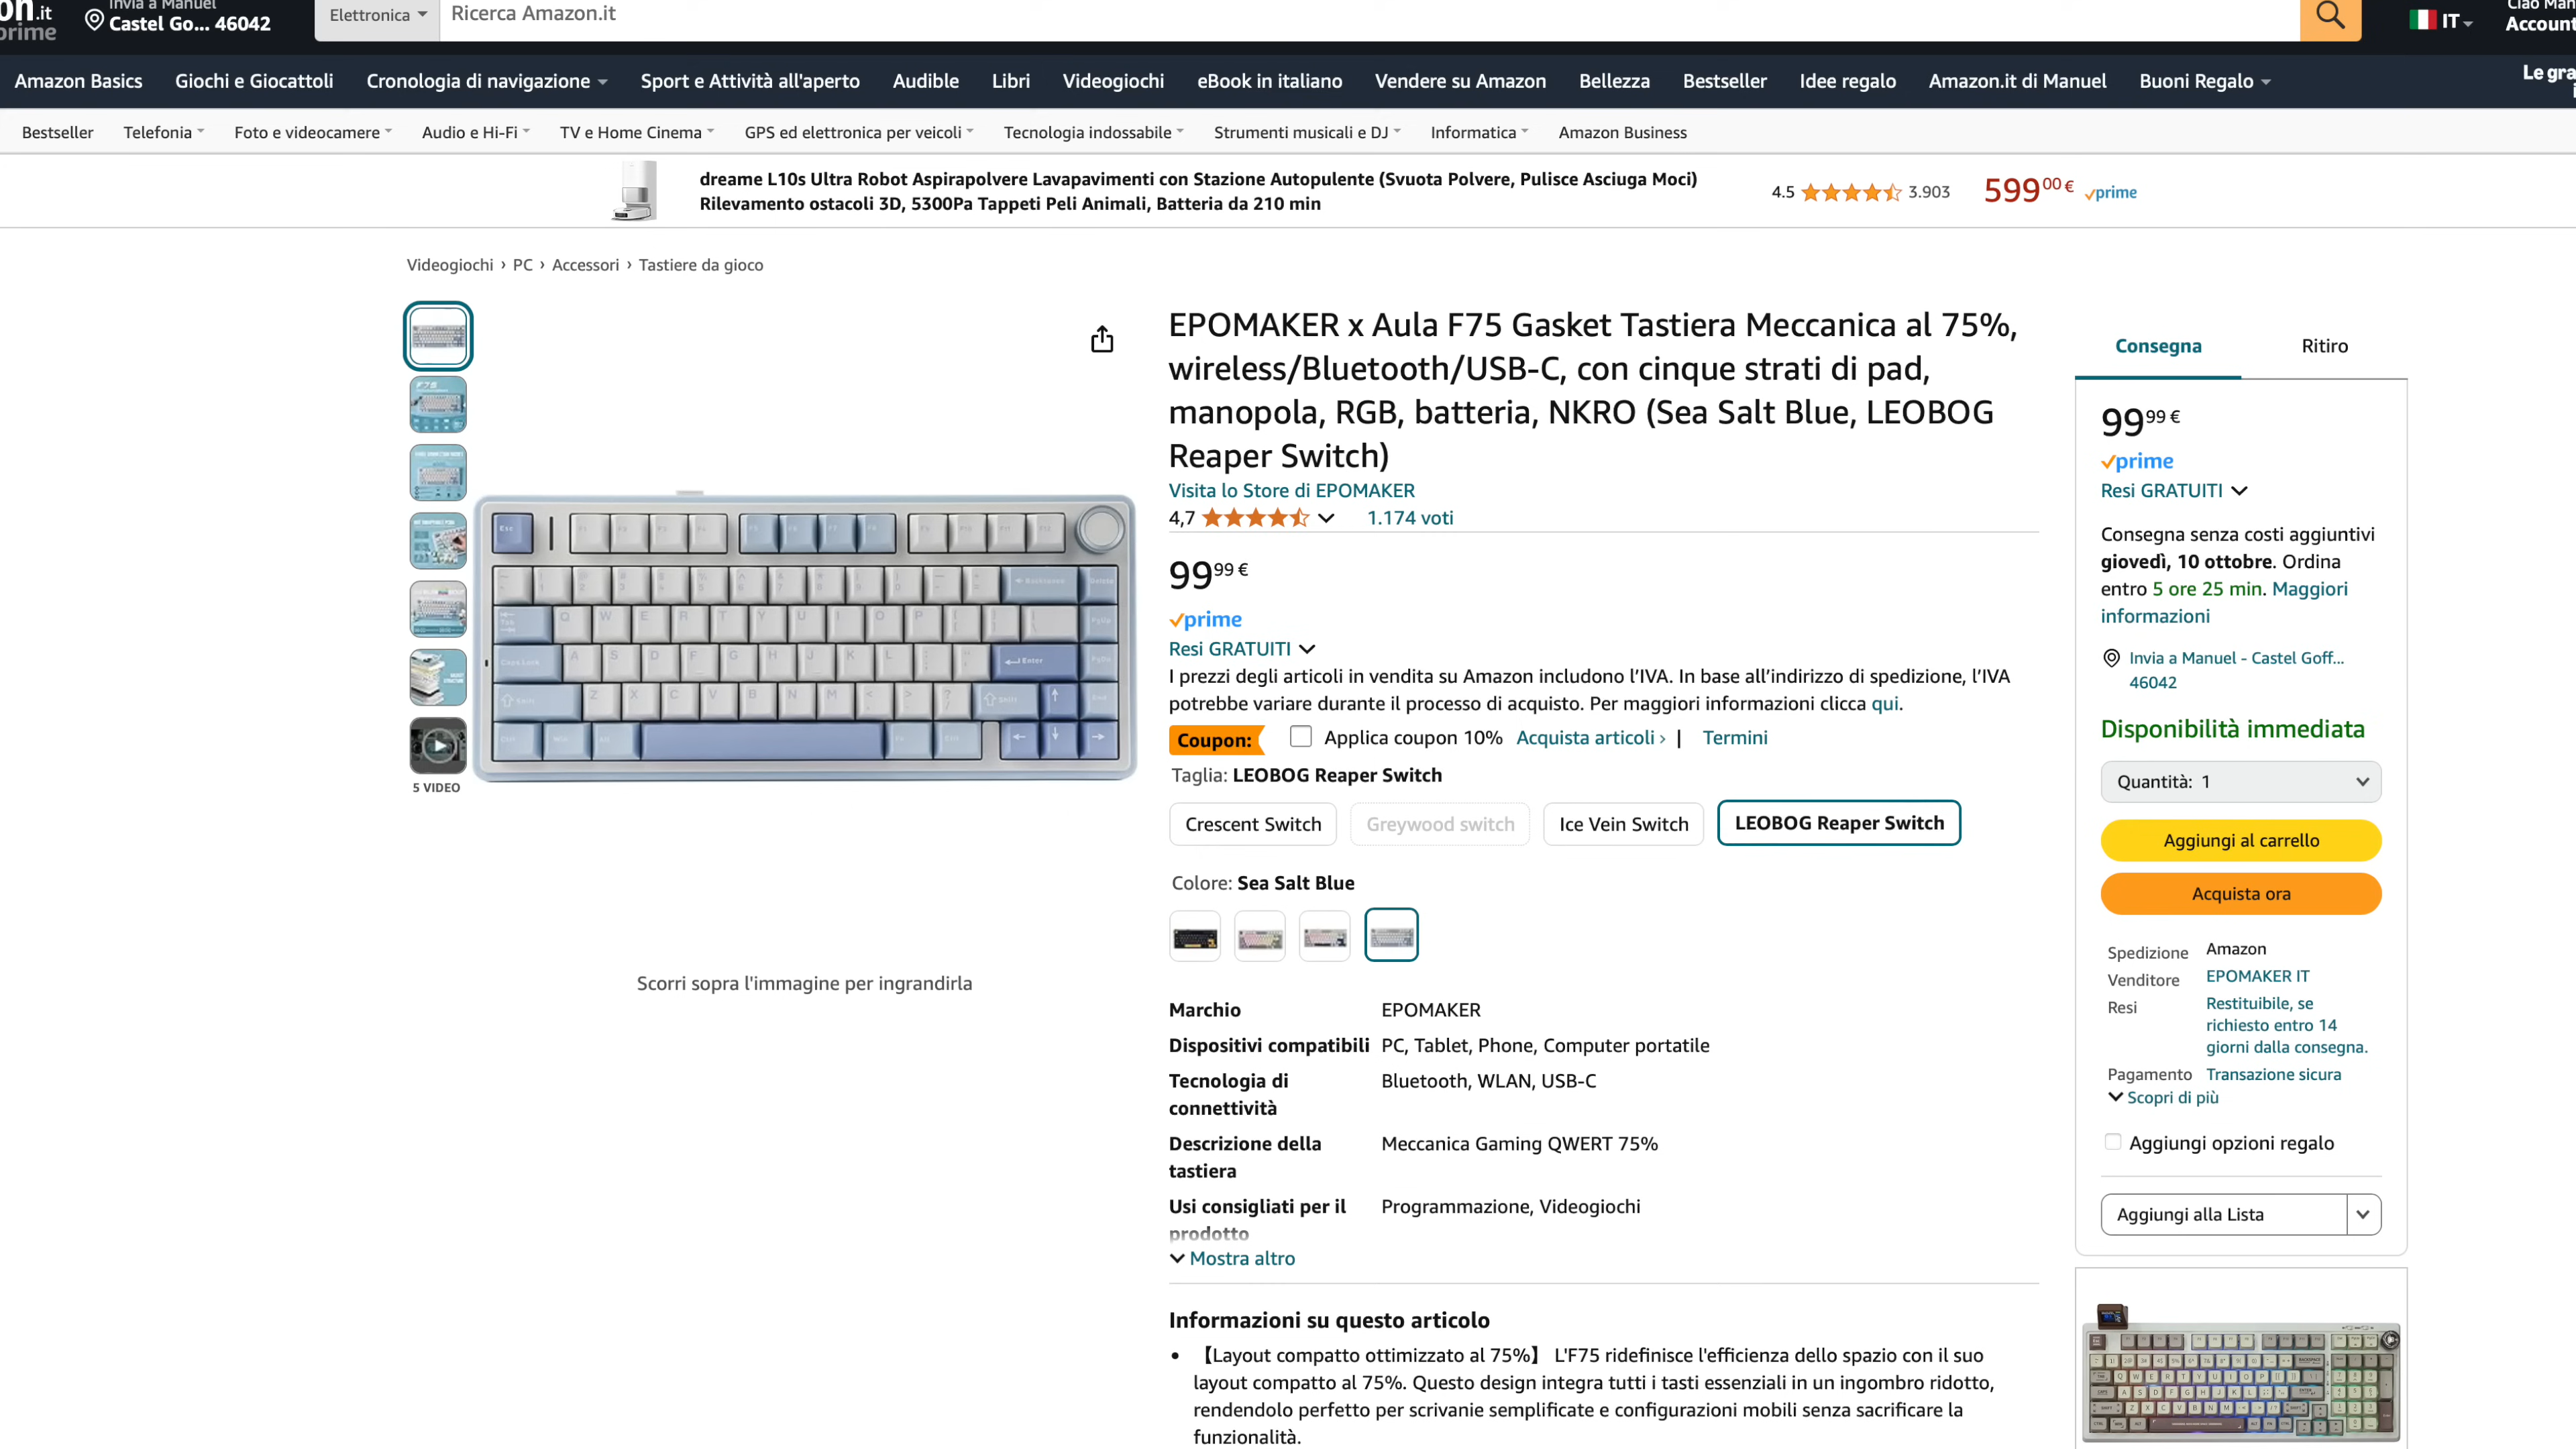 on.it
prime
Invia a Manuel
Castel Go... 46042
Elettronica
Ricerca Amazon.it
IT
Ciao Man
Account
Amazon Basics
Giochi e Giocattoli
Cronologia di navigazione
Sport e Attività all'aperto
Audible
Libri
Videogiochi
eBook in italiano
Vendere su Amazon
Bellezza
Bestseller
Idee regalo
Amazon.it di Manuel
Buoni Regalo
Le gra
Bestseller
Telefonia
Foto e videocamere
Audio e Hi-Fi
TV e Home Cinema
GPS ed elettronica per veicoli
Tecnologia indossabile
Strumenti musicali e DJ
Informatica
Amazon Business
dreame L10s Ultra Robot Aspirapolvere Lavapavimenti con Stazione Autopulente (Svuota Polvere, Pulisce Asciuga Moci)
Rilevamento ostacoli 3D, 5300Pa Tappeti Peli Animali, Batteria da 210 min
4.5
3.903
599,00 €
prime
Videogiochi › PC › Accessori › Tastiere da gioco
5 VIDEO
Scorri sopra l'immagine per ingrandirla
EPOMAKER x Aula F75 Gasket Tastiera Meccanica al 75%,
wireless/Bluetooth/USB-C, con cinque strati di pad,
manopola, RGB, batteria, NKRO (Sea Salt Blue, LEOBOG
Reaper Switch)
Visita lo Store di EPOMAKER
4,7
1.174 voti
99 99 €
prime
Resi GRATUITI
I prezzi degli articoli in vendita su Amazon includono l’IVA. In base all’indirizzo di spedizione, l’IVA
potrebbe variare durante il processo di acquisto. Per maggiori informazioni clicca qui.
Coupon:
Applica coupon 10% Acquista articoli › | Termini
Taglia: LEOBOG Reaper Switch
Crescent Switch
Greywood switch
Ice Vein Switch
LEOBOG Reaper Switch
Colore: Sea Salt Blue
Marchio EPOMAKER
Dispositivi compatibili PC, Tablet, Phone, Computer portatile
Tecnologia di Bluetooth, WLAN, USB-C
connettività
Descrizione della Meccanica Gaming QWERT 75%
tastiera
Usi consigliati per il Programmazione, Videogiochi
prodotto
Mostra altro
Informazioni su questo articolo
• 【Layout compatto ottimizzato al 75%】 L'F75 ridefinisce l'efficienza dello spazio con il suo
layout compatto al 75%. Questo design integra tutti i tasti essenziali in un ingombro ridotto,
rendendolo perfetto per scrivanie semplificate e configurazioni mobili senza sacrificare la
funzionalità.
Consegna
Ritiro
99 99 €
prime
Resi GRATUITI
Consegna senza costi aggiuntivi
giovedì, 10 ottobre. Ordina
entro 5 ore 25 min. Maggiori
informazioni
Invia a Manuel - Castel Goff...
46042
Disponibilità immediata
Quantità: 1
Aggiungi al carrello
Acquista ora
Spedizione Amazon
Venditore EPOMAKER IT
Resi Restituibile, se
richiesto entro 14
giorni dalla consegna.
Pagamento Transazione sicura
Scopri di più
Aggiungi opzioni regalo
Aggiungi alla Lista